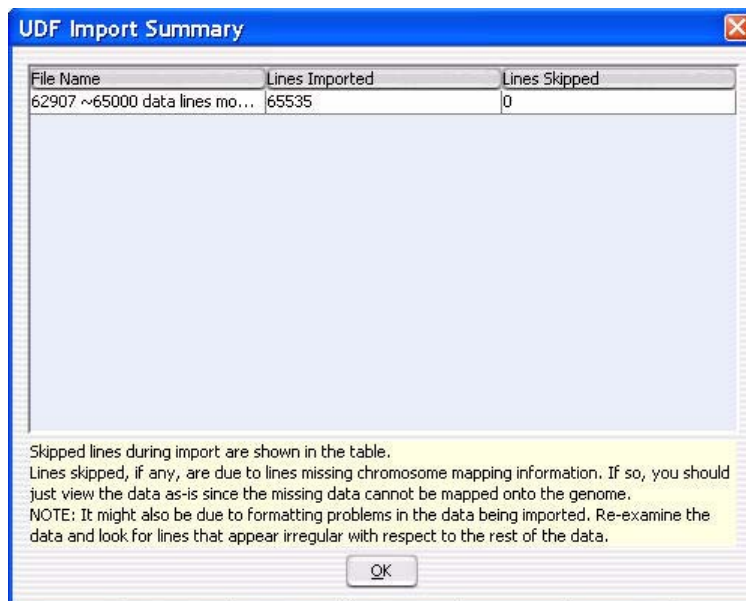 UDF Import Summary
File Name Lines Imported Lines Skipped
62907 ~65000 data lines mo... 65535 0
Skipped lines during import are shown in the table.
Lines skipped, if any, are due to lines missing chromosome mapping information. If so, you should
just view the data as-is since the missing data cannot be mapped onto the genome.
NOTE: It might also be due to formatting problems in the data being imported. Re-examine the
data and look for lines that appear irregular with respect to the rest of the data.
OK